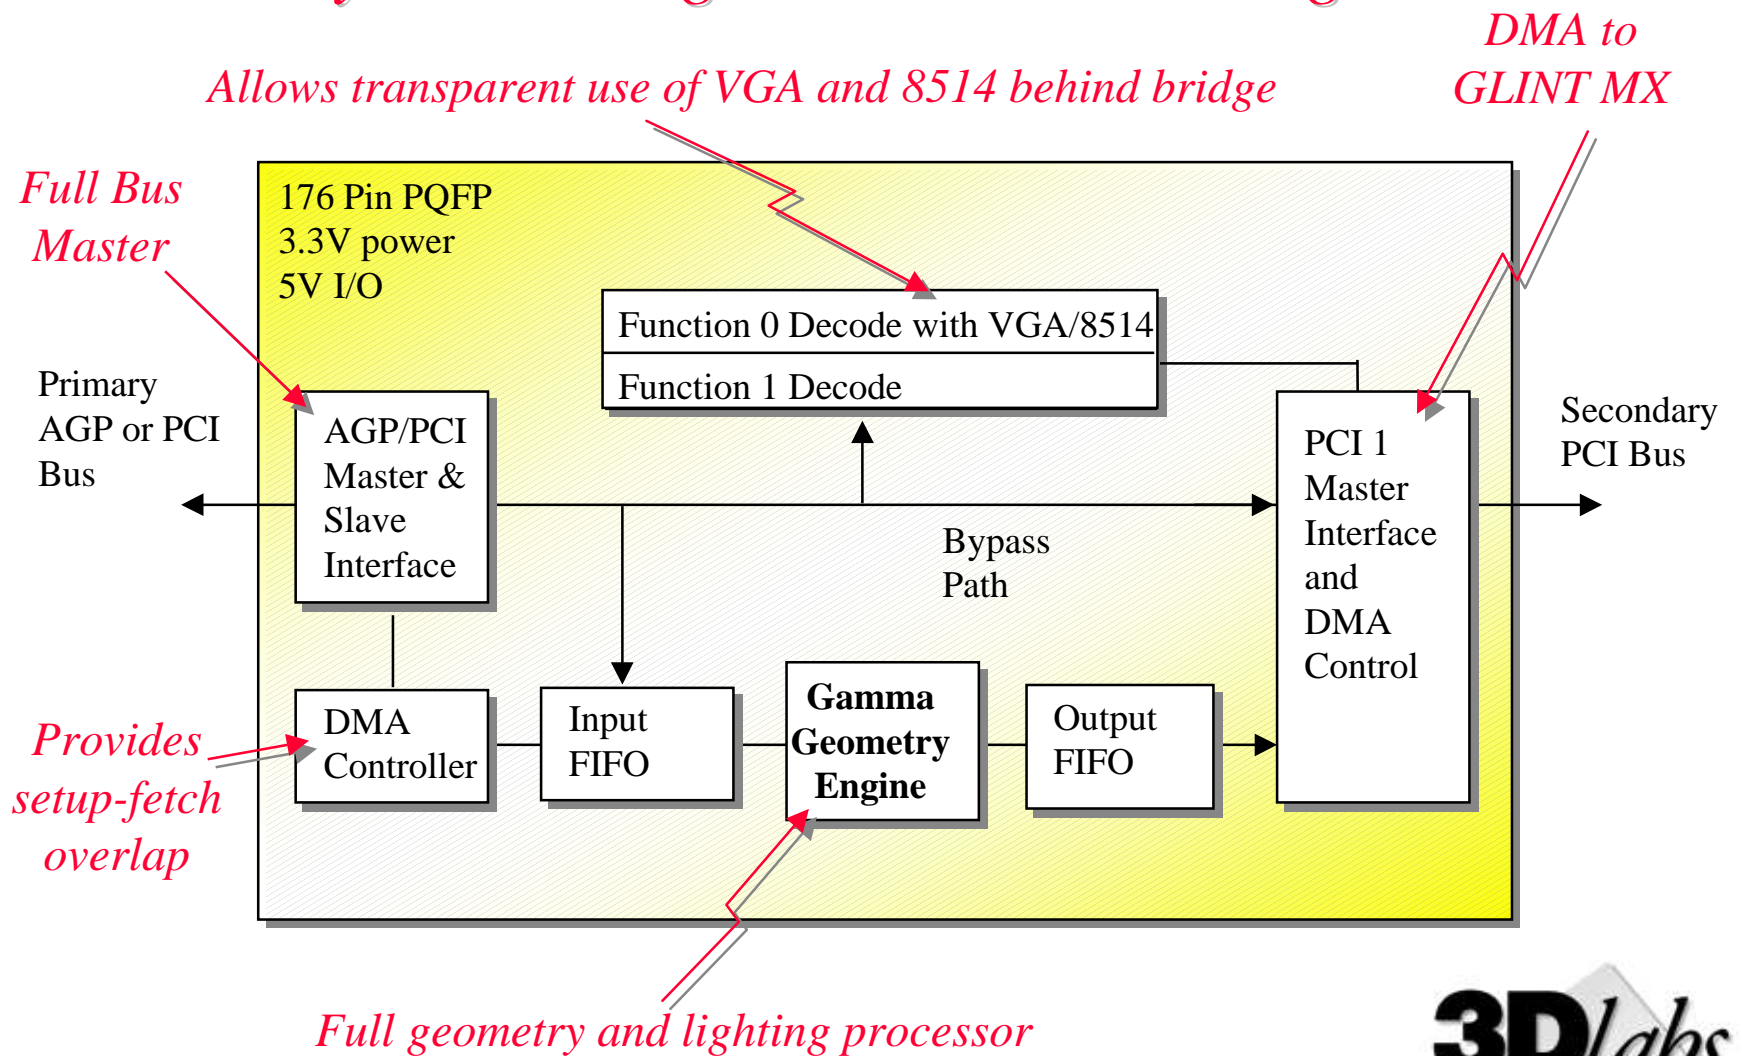 DMA to
GLINT MX
Allows transparent use of VGA and 8514 behind bridge
Full Bus
Master
176 Pin PQFP
3.3V power
5V I/O
Function 0 Decode with VGA/8514
Function 1 Decode
Primary
AGP or PCI
Bus
AGP/PCI
Master &
Slave
Interface
PCI 1
Master
Interface
and
DMA
Control
Secondary
PCI Bus
Bypass
Path
Provides
setup-fetch
overlap
DMA
Controller
Input
FIFO
Gamma
Geometry
Engine
Output
FIFO
Full geometry and lighting processor
3Dlabs